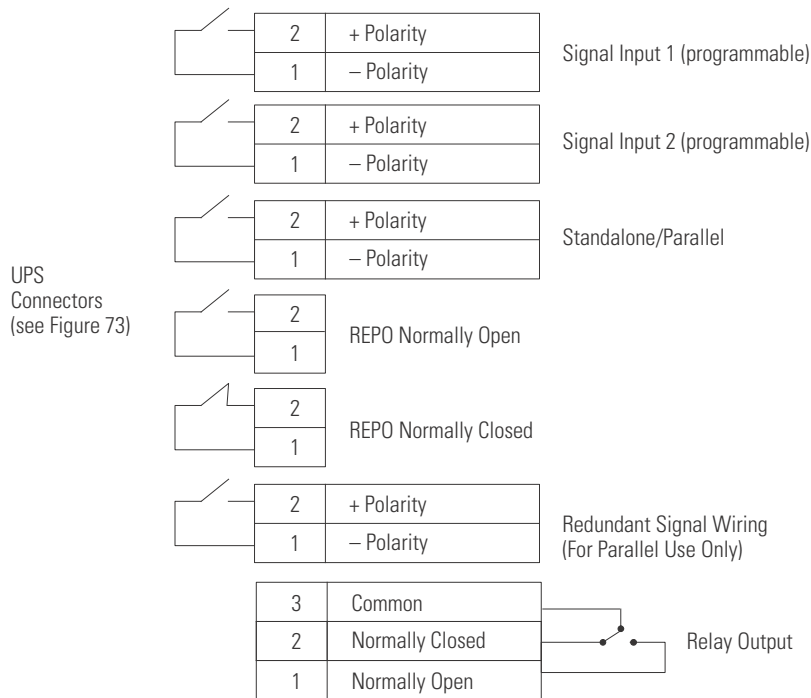 2 + Polarity
1 – Polarity
Signal Input 1 (programmable)
2 + Polarity
1 – Polarity
Signal Input 2 (programmable)
2 + Polarity
1 – Polarity
Standalone/Parallel
UPS
Connectors
(see Figure 73)
2
1
REPO Normally Open
2
1
REPO Normally Closed
2 + Polarity
1 – Polarity
Redundant Signal Wiring
(For Parallel Use Only)
3 Common
2 Normally Closed
1 Normally Open
Relay Output